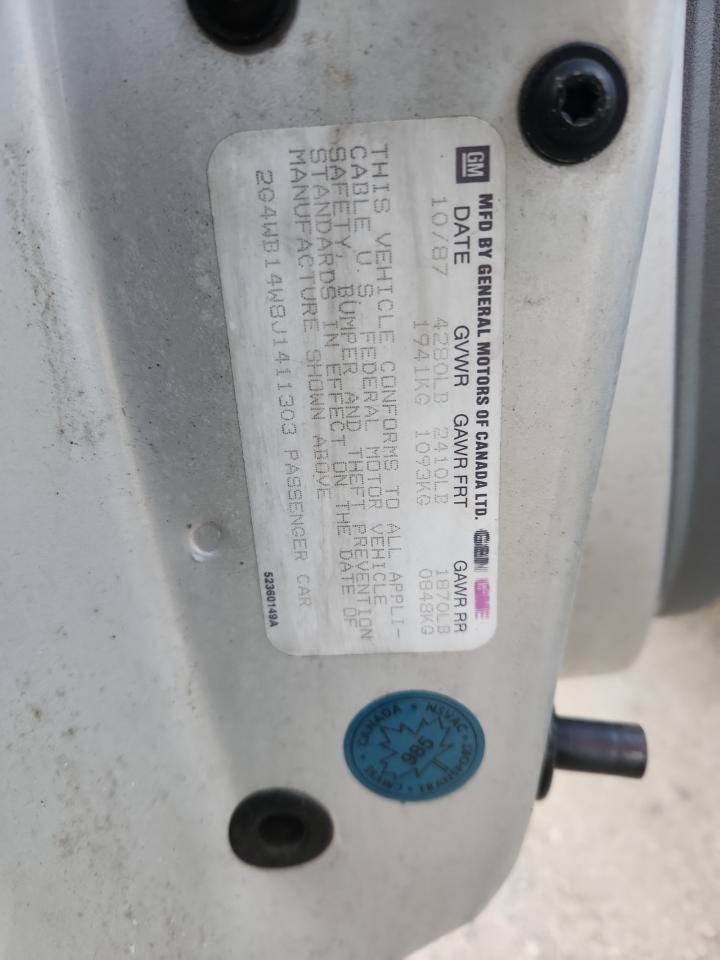 GM MFD BY GENERAL MOTORS OF CANADA LTD.
DATE GVWR GAWR FRT GAWR RR
10/87 4280LB 2410LB 1870LB
1941KG 1093KG 0848KG
THIS VEHICLE CONFORMS TO ALL APPLI-
CABLE U.S. FEDERAL MOTOR VEHICLE
SAFETY, BUMPER AND THEFT PREVENTION
STANDARDS IN EFFECT ON THE DATE OF
MANUFACTURE SHOWN ABOVE
2G4WB14W8J1411303 PASSENGER CAR
52360149A
CANADA • NSVAC •
985
CMVSS • TRANSPORT